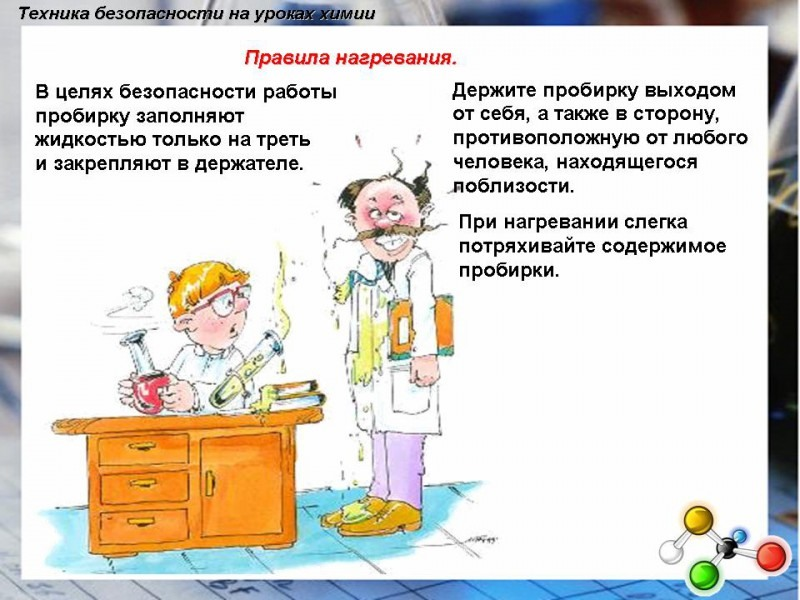 Техника безопасности на уроках химии
Правила нагревания.
В целях безопасности работы
пробирку заполняют
жидкостью только на треть
и закрепляют в держателе.
Держите пробирку выходом
от себя, а также в сторону,
противоположную от любого
человека, находящегося
поблизости.
При нагревании слегка
потряхивайте содержимое
пробирки.